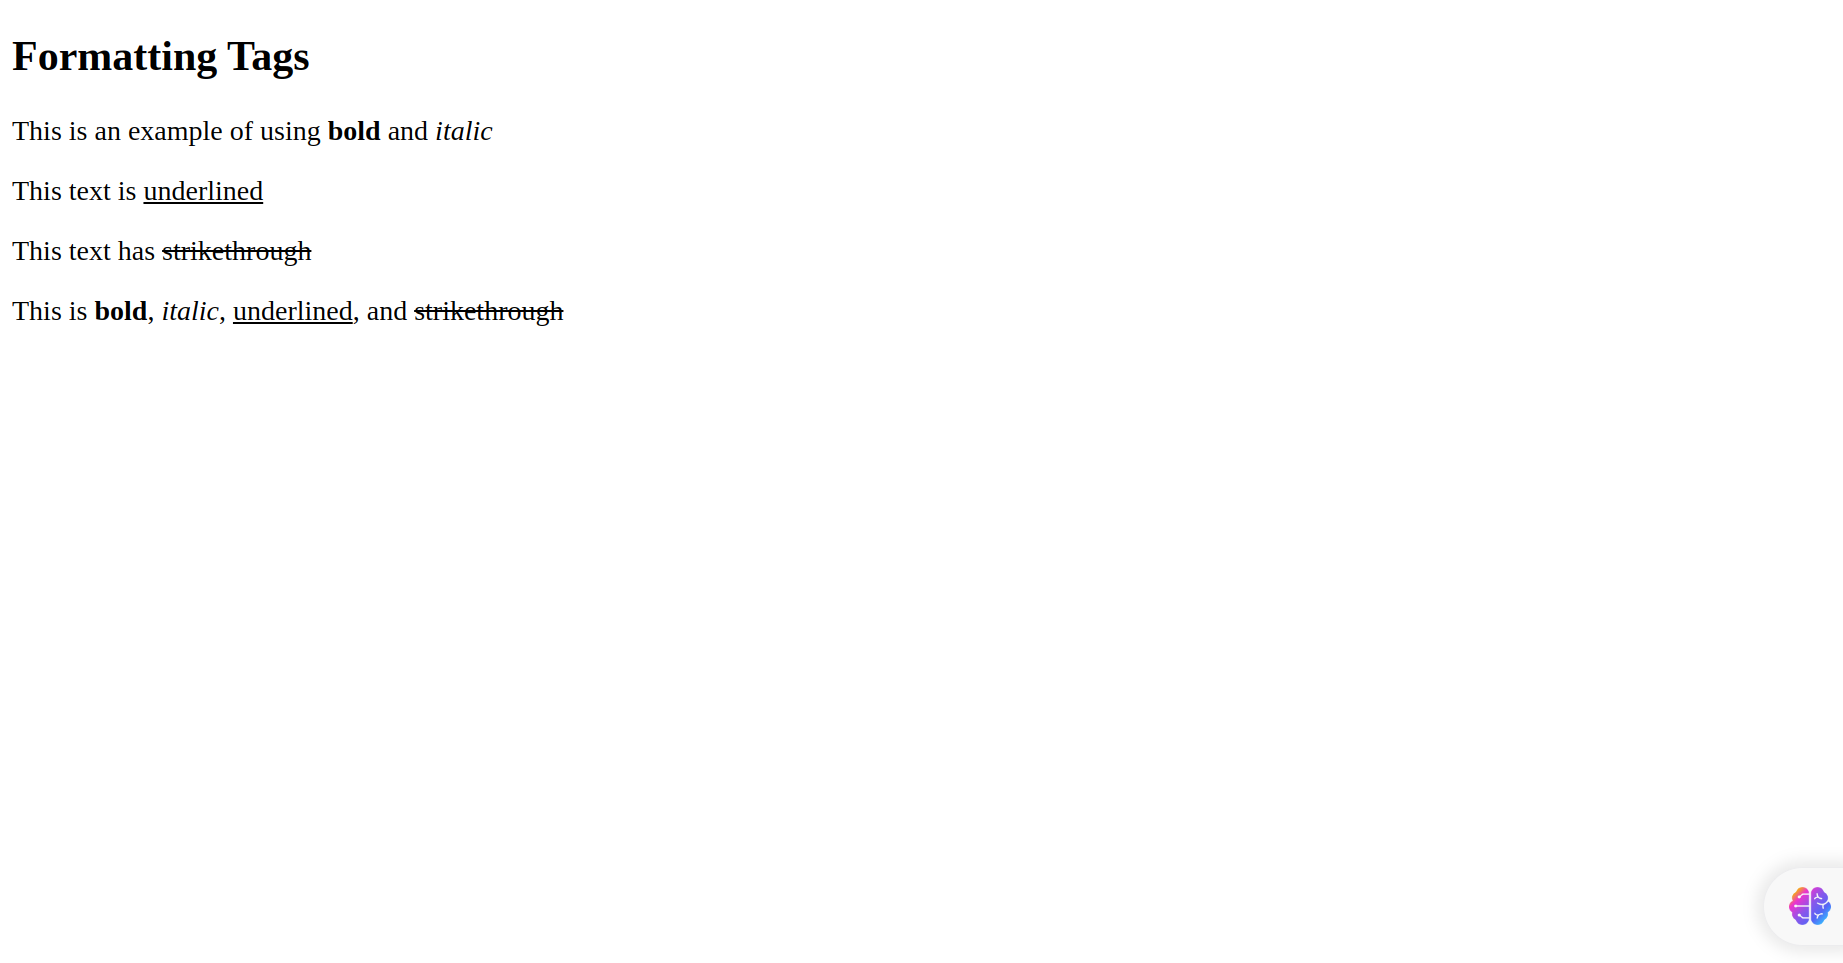 Formatting Tags
This is an example of using bold and italic
This text is underlined
This text has strikethrough
This is bold, italic, underlined, and strikethrough